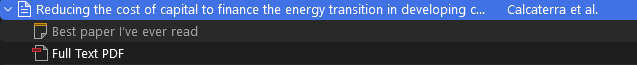 Reducing the cost of capital to finance the energy transition in developing c... Calcaterra et al.
Best paper I've ever read
Full Text PDF